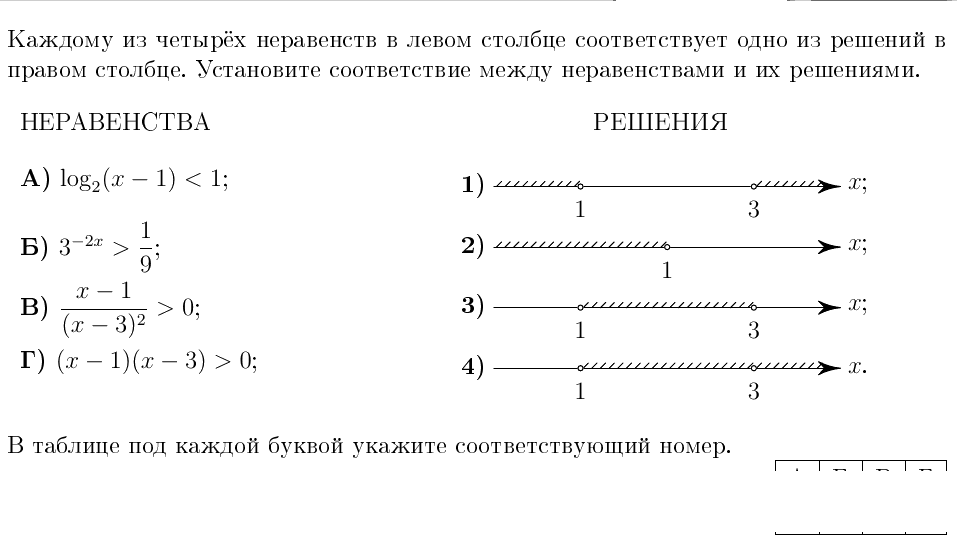 Каждому из четырёх неравенств в левом столбце соответствует одно из решений в
правом столбце. Установите соответствие между неравенствами и их решениями.
НЕРАВЕНСТВА
А) log₂(x − 1) < 1;
Б) 3⁻²ˣ > 1/9;
В) (x − 1)/(x − 3)² > 0;
Г) (x − 1)(x − 3) > 0;
РЕШЕНИЯ
1) x;
1 3
2) x;
1
3) x;
1 3
4) x.
1 3
В таблице под каждой буквой укажите соответствующий номер.